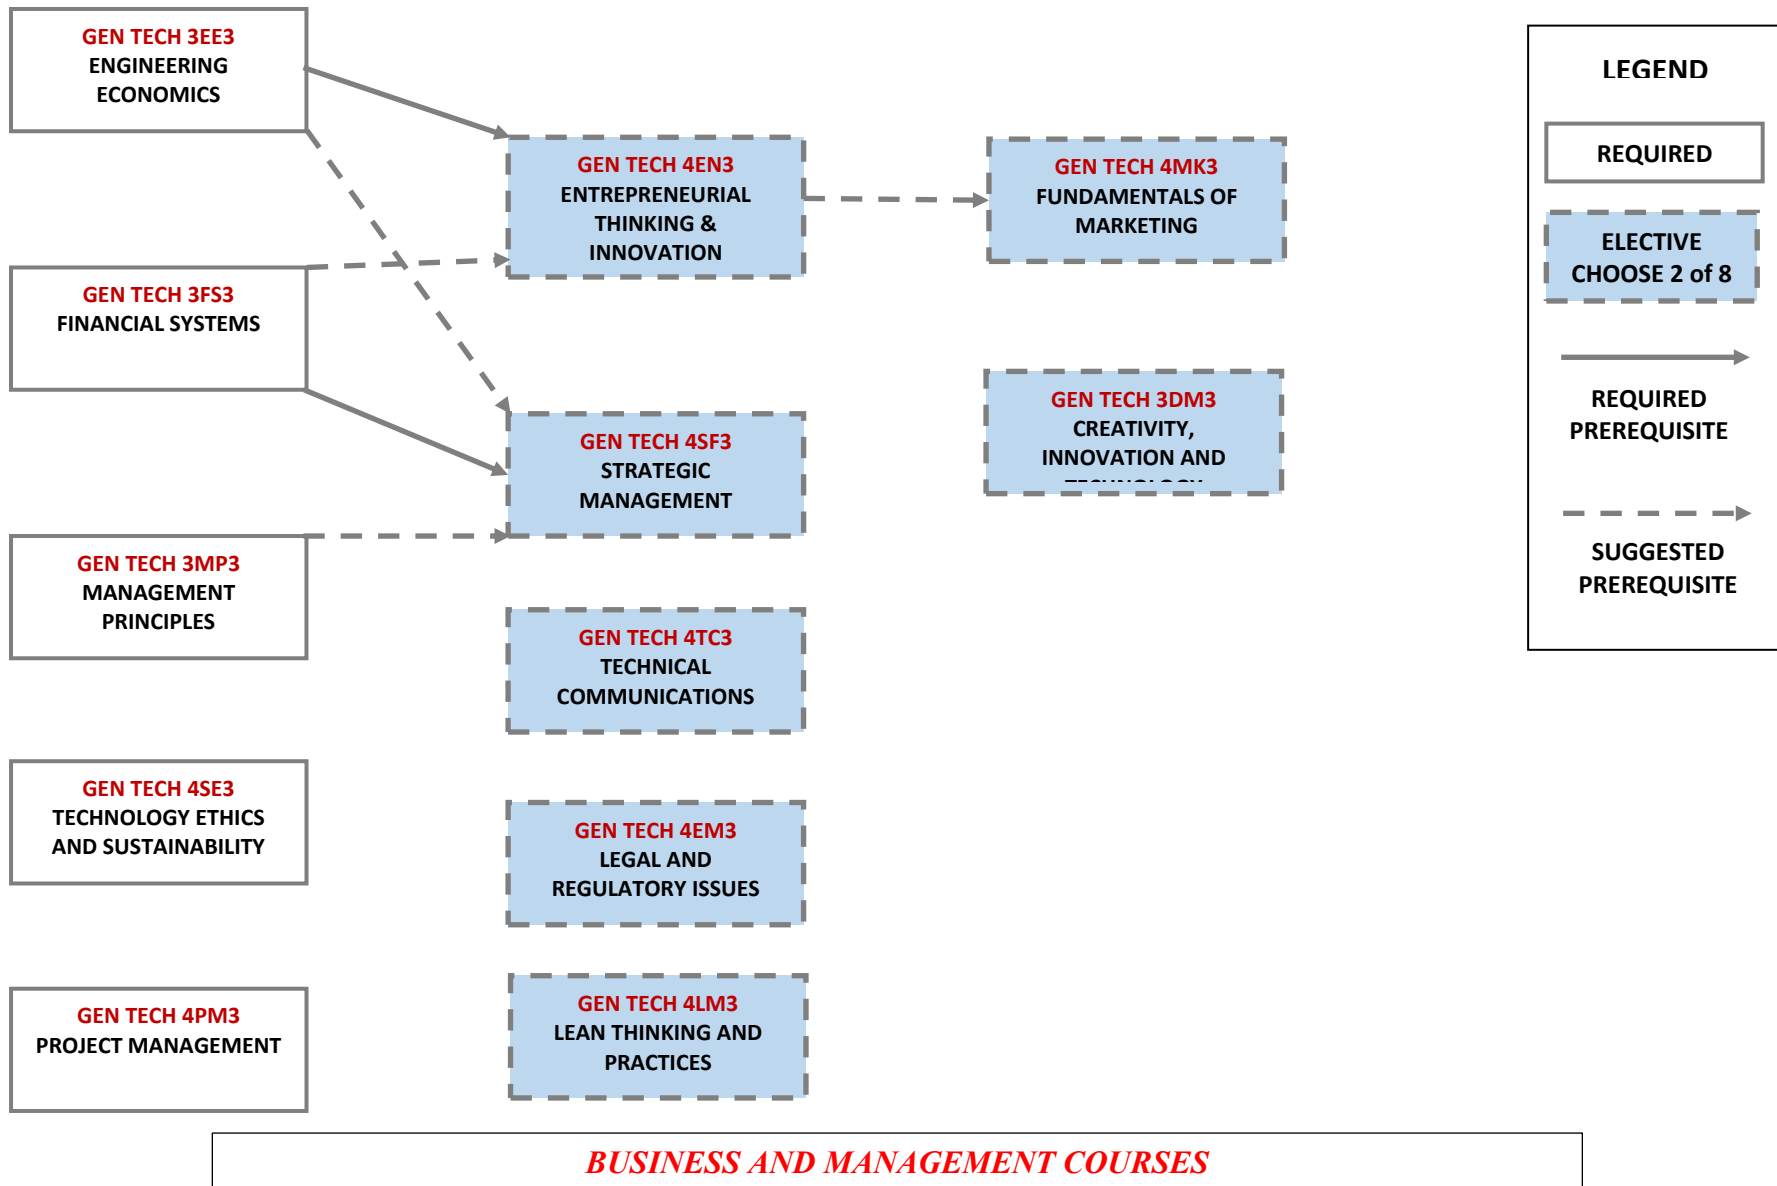 GEN TECH 3EE3
ENGINEERING
ECONOMICS
GEN TECH 3FS3
FINANCIAL SYSTEMS
GEN TECH 3MP3
MANAGEMENT
PRINCIPLES
GEN TECH 4SE3
TECHNOLOGY ETHICS
AND SUSTAINABILITY
GEN TECH 4PM3
PROJECT MANAGEMENT
GEN TECH 4EN3
ENTREPRENEURIAL
THINKING &
INNOVATION
GEN TECH 4SF3
STRATEGIC
MANAGEMENT
GEN TECH 4TC3
TECHNICAL
COMMUNICATIONS
GEN TECH 4EM3
LEGAL AND
REGULATORY ISSUES
GEN TECH 4LM3
LEAN THINKING AND
PRACTICES
GEN TECH 4MK3
FUNDAMENTALS OF
MARKETING
GEN TECH 3DM3
CREATIVITY,
INNOVATION AND
TECHNOLOGY
LEGEND
REQUIRED
ELECTIVE
CHOOSE 2 of 8
REQUIRED
PREREQUISITE
SUGGESTED
PREREQUISITE
BUSINESS AND MANAGEMENT COURSES